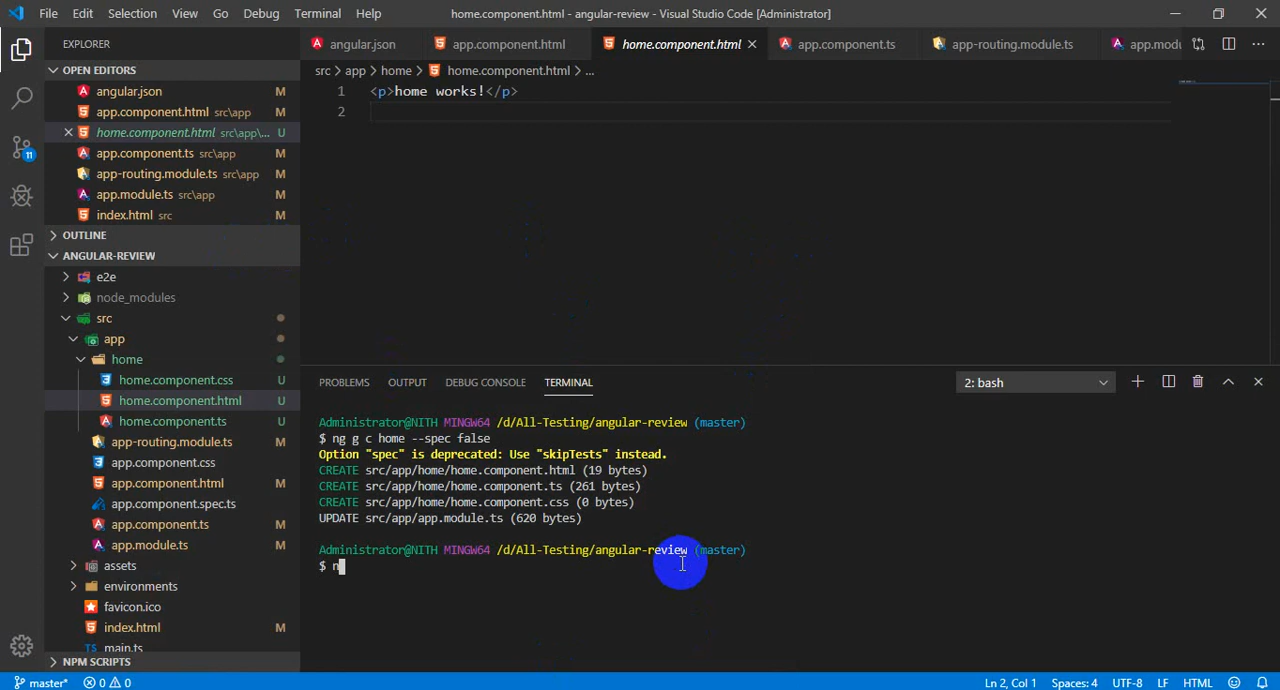 File Edit Selection View Go Debug Terminal Help home.component.html - angular-review - Visual Studio Code [Administrator]
EXPLORER
OPEN EDITORS
angular.json M
app.component.html src\app M
home.component.html src\app\... U
app.component.ts src\app M
app-routing.module.ts src\app M
app.module.ts src\app M
index.html src M
OUTLINE
ANGULAR-REVIEW
e2e
node_modules
src
app
home
home.component.css U
home.component.html U
home.component.ts U
app-routing.module.ts M
app.component.css
app.component.html M
app.component.spec.ts
app.component.ts M
app.module.ts M
assets
environments
favicon.ico
index.html M
main.ts
NPM SCRIPTS
11
angular.json app.component.html home.component.html app.component.ts app-routing.module.ts app.modu
src > app > home > home.component.html > ...
1 <p>home works!</p>
2
PROBLEMS OUTPUT DEBUG CONSOLE TERMINAL 2: bash
Administrator@NITH MINGW64 /d/All-Testing/angular-review (master)
$ ng g c home --spec false
Option "spec" is deprecated: Use "skipTests" instead.
CREATE src/app/home/home.component.html (19 bytes)
CREATE src/app/home/home.component.ts (261 bytes)
CREATE src/app/home/home.component.css (0 bytes)
UPDATE src/app/app.module.ts (620 bytes)
Administrator@NITH MINGW64 /d/All-Testing/angular-review (master)
$ n
master* 0 0 Ln 2, Col 1 Spaces: 4 UTF-8 LF HTML